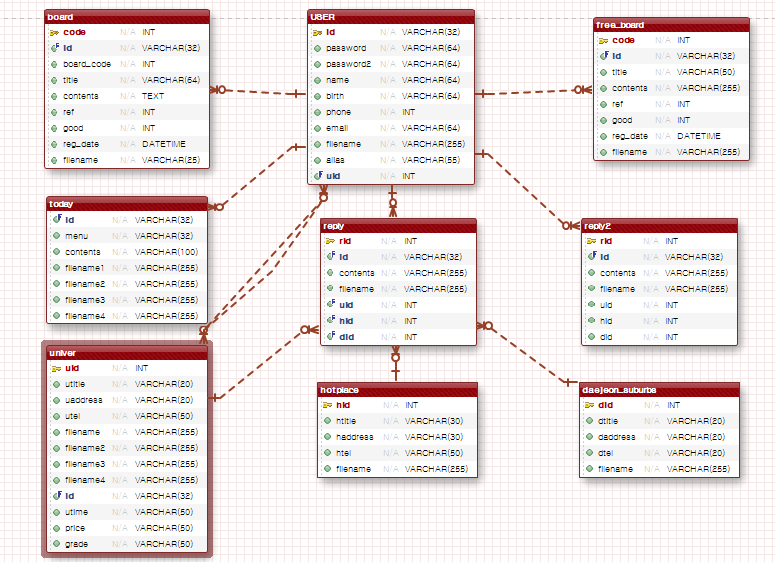 board
code N/A INT
id N/A VARCHAR(32)
board_code N/A INT
title N/A VARCHAR(64)
contents N/A TEXT
ref N/A INT
good N/A INT
reg_date N/A DATETIME
filename N/A VARCHAR(25)
USER
id N/A VARCHAR(32)
password N/A VARCHAR(64)
password2 N/A VARCHAR(64)
name N/A VARCHAR(64)
birth N/A VARCHAR(64)
phone N/A INT
email N/A VARCHAR(64)
filename N/A VARCHAR(255)
alias N/A VARCHAR(55)
uid N/A INT
free_board
code N/A INT
id N/A VARCHAR(32)
title N/A VARCHAR(50)
contents N/A VARCHAR(255)
ref N/A INT
good N/A INT
reg_date N/A DATETIME
filename N/A VARCHAR(255)
today
id N/A VARCHAR(32)
menu N/A VARCHAR(32)
contents N/A VARCHAR(100)
filename1 N/A VARCHAR(255)
filename2 N/A VARCHAR(255)
filename3 N/A VARCHAR(255)
filename4 N/A VARCHAR(255)
reply
rid N/A INT
id N/A VARCHAR(32)
contents N/A VARCHAR(255)
filename N/A VARCHAR(255)
uid N/A INT
hid N/A INT
did N/A INT
reply2
rid N/A INT
id N/A VARCHAR(32)
contents N/A VARCHAR(255)
filename N/A VARCHAR(255)
uid N/A INT
hid N/A INT
did N/A INT
univer
uid N/A INT
utitle N/A VARCHAR(20)
uaddress N/A VARCHAR(20)
utel N/A VARCHAR(50)
filename N/A VARCHAR(255)
filename2 N/A VARCHAR(255)
filename3 N/A VARCHAR(255)
filename4 N/A VARCHAR(255)
id N/A VARCHAR(32)
utime N/A VARCHAR(50)
price N/A VARCHAR(50)
grade N/A VARCHAR(50)
hotplace
hid N/A INT
htitle N/A VARCHAR(30)
haddress N/A VARCHAR(30)
htel N/A VARCHAR(50)
filename N/A VARCHAR(255)
daejeon_suburbs
did N/A INT
dtitle N/A VARCHAR(20)
daddress N/A VARCHAR(20)
dtel N/A VARCHAR(20)
filename N/A VARCHAR(255)